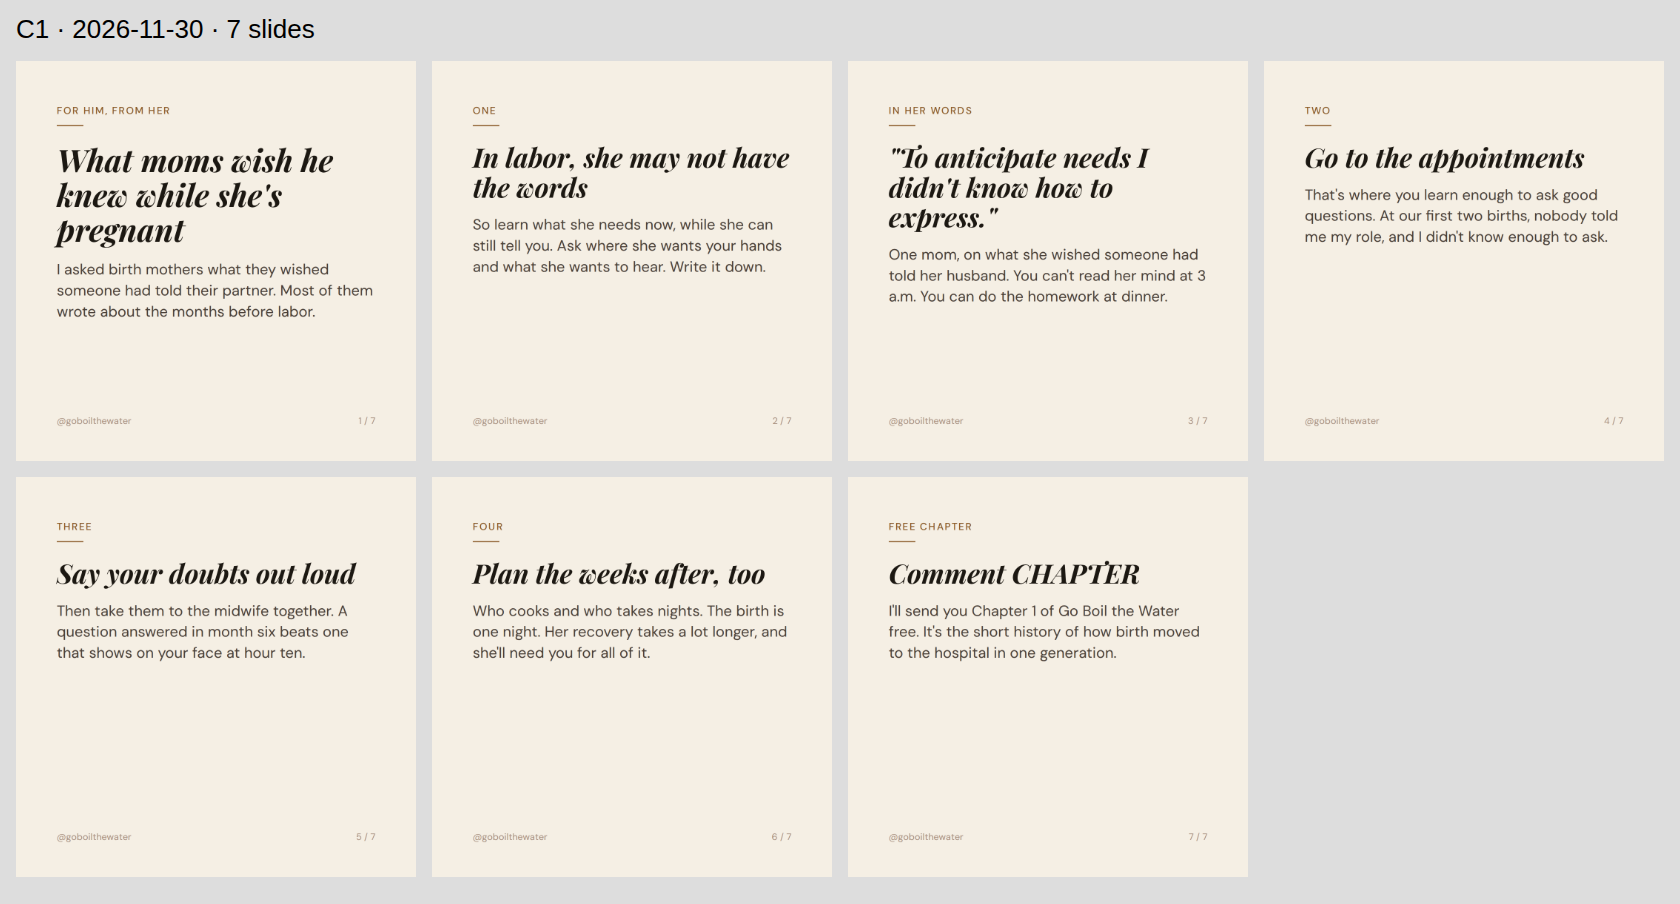 C1 · 2026-11-30 · 7 slides
FOR HIM, FROM HER
What moms wish he
knew while she's
pregnant
I asked birth mothers what they wished
someone had told their partner. Most of them
wrote about the months before labor.
@goboilthewater
1 / 7
ONE
In labor, she may not have
the words
So learn what she needs now, while she can
still tell you. Ask where she wants your hands
and what she wants to hear. Write it down.
@goboilthewater
2 / 7
IN HER WORDS
"To anticipate needs I
didn't know how to
express."
One mom, on what she wished someone had
told her husband. You can't read her mind at 3
a.m. You can do the homework at dinner.
@goboilthewater
3 / 7
TWO
Go to the appointments
That's where you learn enough to ask good
questions. At our first two births, nobody told
me my role, and I didn't know enough to ask.
@goboilthewater
4 / 7
THREE
Say your doubts out loud
Then take them to the midwife together. A
question answered in month six beats one
that shows on your face at hour ten.
@goboilthewater
5 / 7
FOUR
Plan the weeks after, too
Who cooks and who takes nights. The birth is
one night. Her recovery takes a lot longer, and
she'll need you for all of it.
@goboilthewater
6 / 7
FREE CHAPTER
Comment CHAPTER
I'll send you Chapter 1 of Go Boil the Water
free. It's the short history of how birth moved
to the hospital in one generation.
@goboilthewater
7 / 7